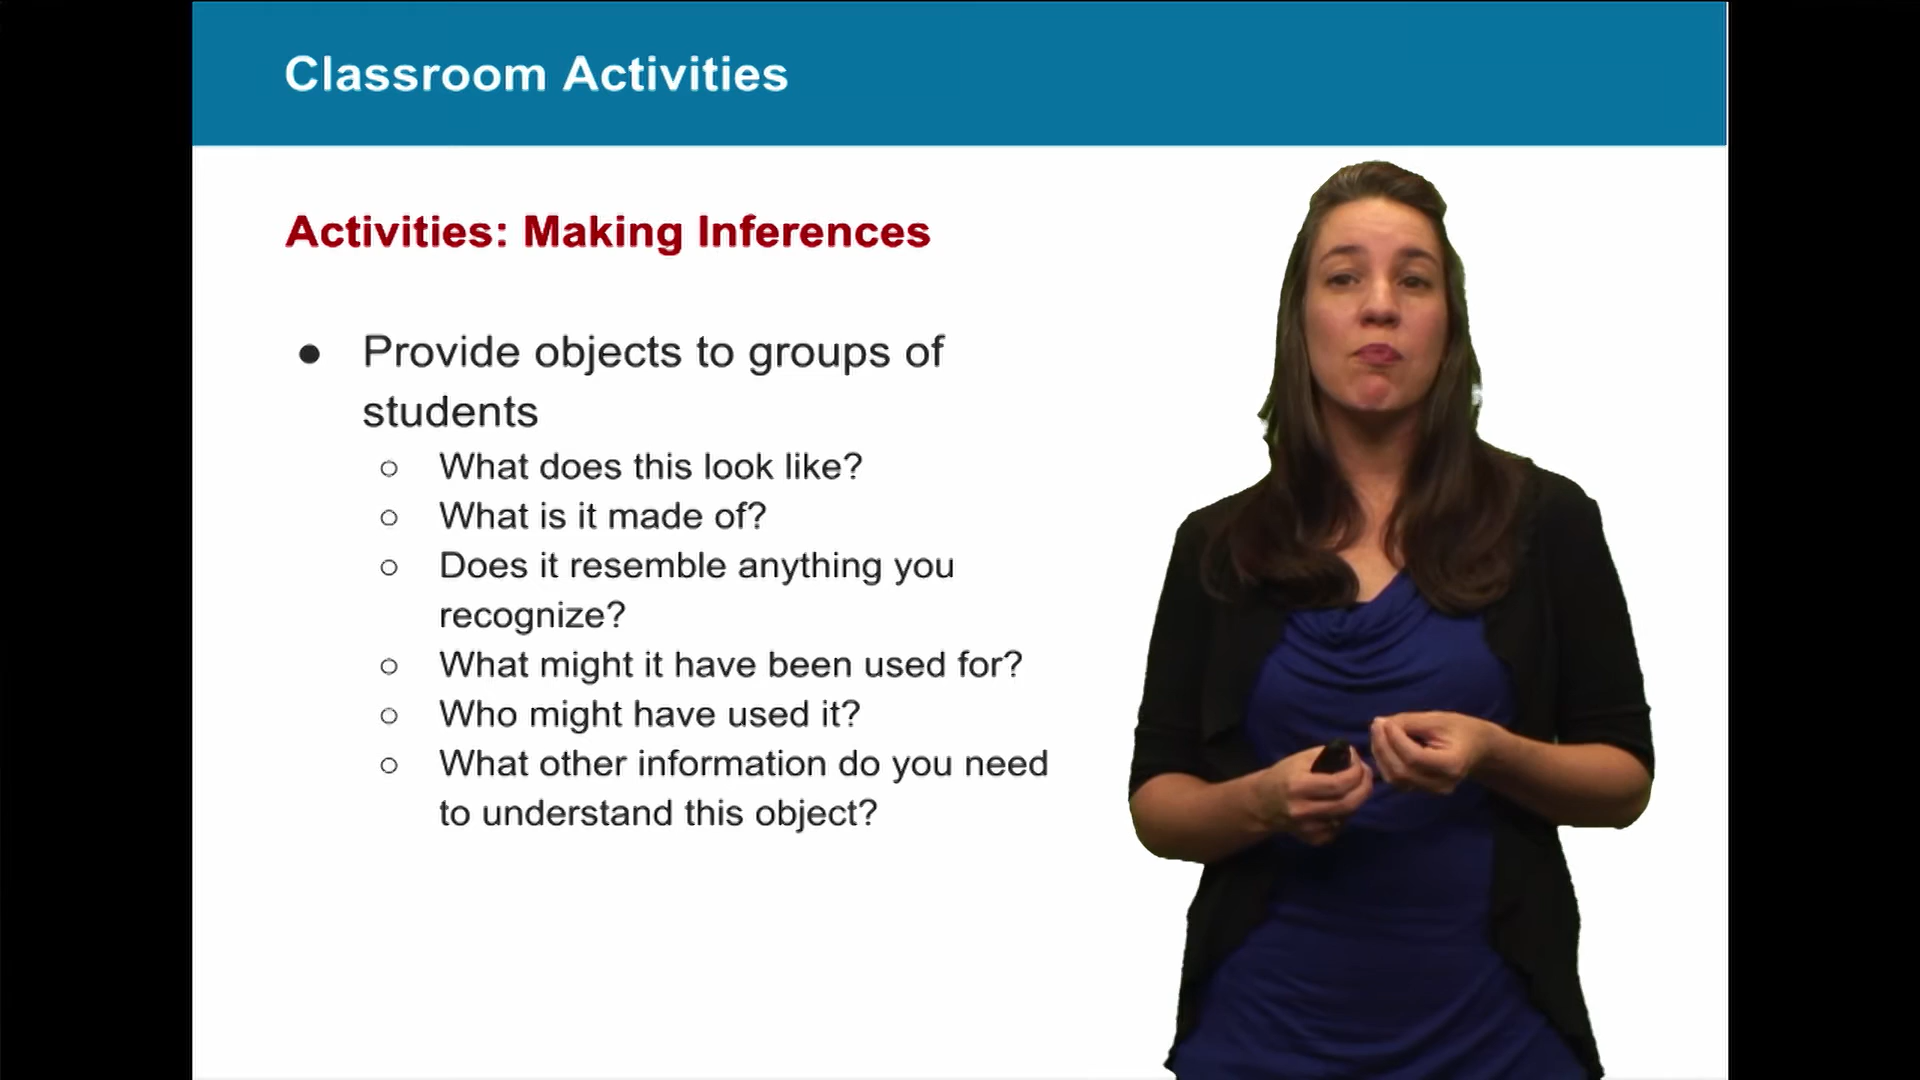 Classroom Activities
Activities: Making Inferences
● Provide objects to groups of
students
○ What does this look like?
○ What is it made of?
○ Does it resemble anything you
recognize?
○ What might it have been used for?
○ Who might have used it?
○ What other information do you need
to understand this object?